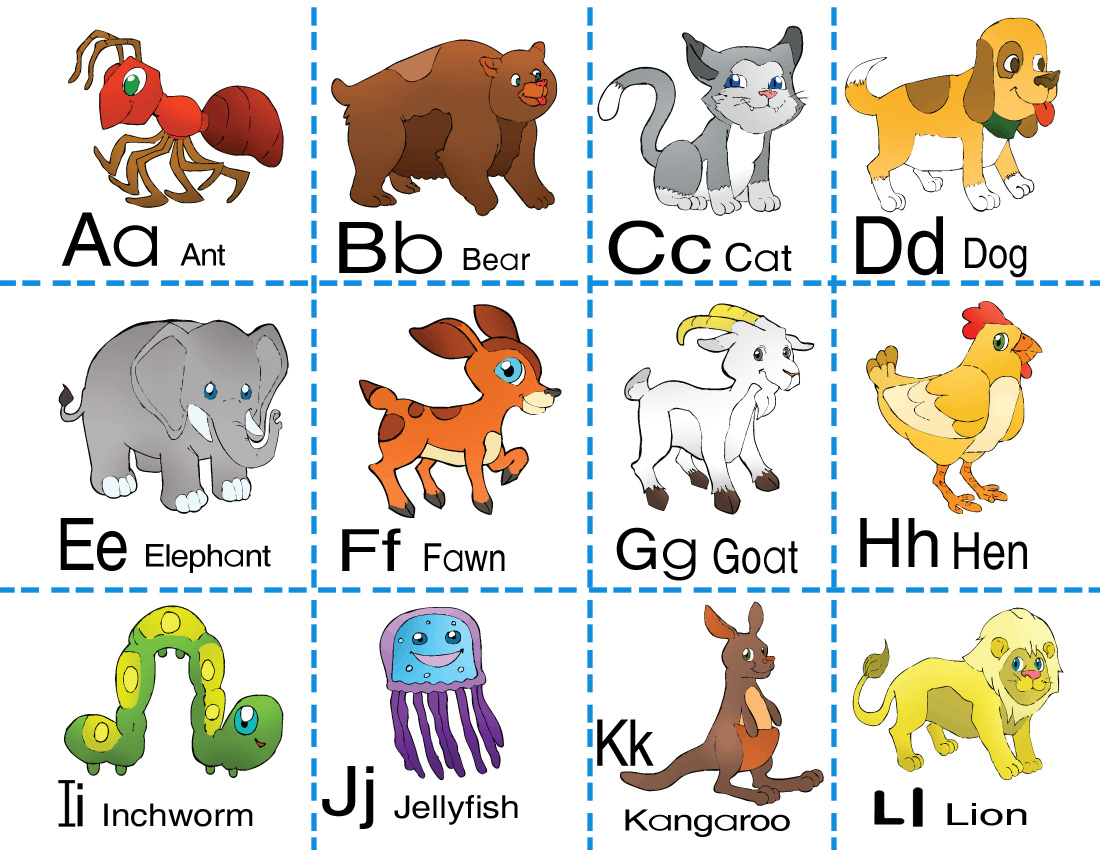 Aa Ant
Bb Bear
Cc Cat
Dd Dog
Ee Elephant
Ff Fawn
Gg Goat
Hh Hen
Ii Inchworm
Jj Jellyfish
Kk
Kangaroo
Ll Lion